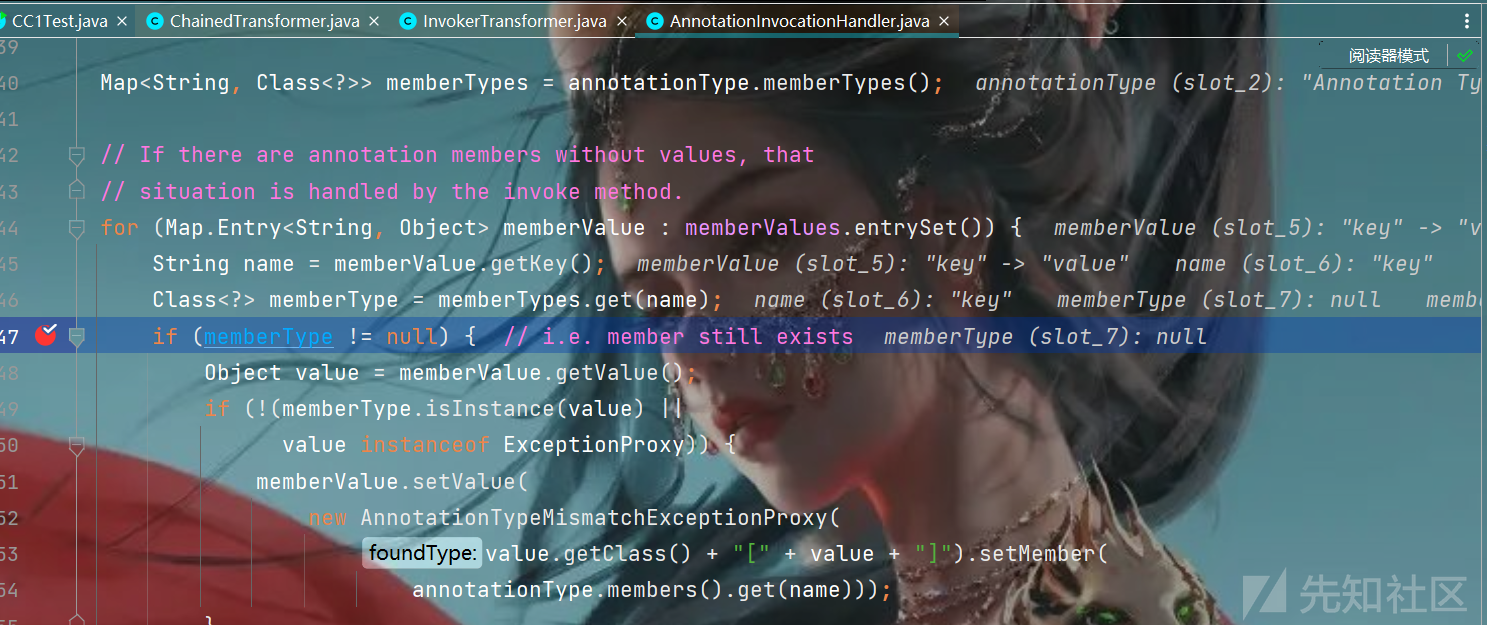 CC1Test.java ChainedTransformer.java InvokerTransformer.java AnnotationInvocationHandler.java
39 阅读器模式
40 Map<String, Class<?>> memberTypes = annotationType.memberTypes(); annotationType (slot_2): "Annotation Ty
41
42 // If there are annotation members without values, that
43 // situation is handled by the invoke method.
44 for (Map.Entry<String, Object> memberValue : memberValues.entrySet()) { memberValue (slot_5): "key" -> "v
45 String name = memberValue.getKey(); memberValue (slot_5): "key" -> "value" name (slot_6): "key"
46 Class<?> memberType = memberTypes.get(name); name (slot_6): "key" memberType (slot_7): null memb
47 if (memberType != null) { // i.e. member still exists memberType (slot_7): null
48 Object value = memberValue.getValue();
49 if (!(memberType.isInstance(value) ||
50 value instanceof ExceptionProxy)) {
51 memberValue.setValue(
52 new AnnotationTypeMismatchExceptionProxy(
53 foundType: value.getClass() + "[" + value + "]").setMember(
54 annotationType.members().get(name)));
55 }
先知社区